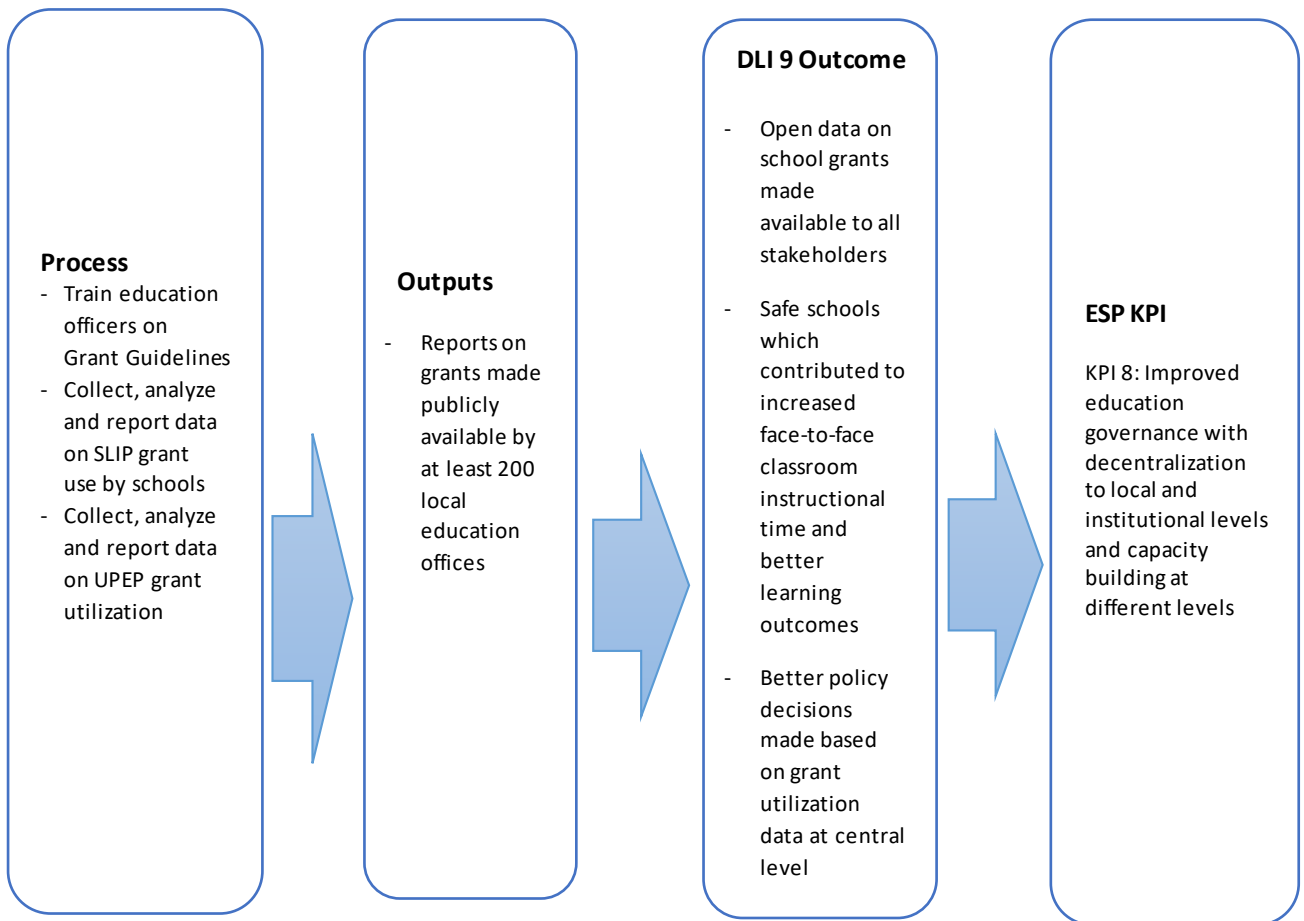 Process
- Train education
officers on
Grant Guidelines
- Collect, analyze
and report data
on SLIP grant
use by schools
- Collect, analyze
and report data
on UPEP grant
utilization
Outputs
- Reports on
grants made
publicly
available by
at least 200
local
education
offices
DLI 9 Outcome
- Open data on
school grants
made
available to all
stakeholders
- Safe schools
which
contributed to
increased
face-to-face
classroom
instructional
time and
better
learning
outcomes
- Better policy
decisions
made based
on grant
utilization
data at central
level
ESP KPI
KPI 8: Improved
education
governance with
decentralization
to local and
institutional levels
and capacity
building at
different levels